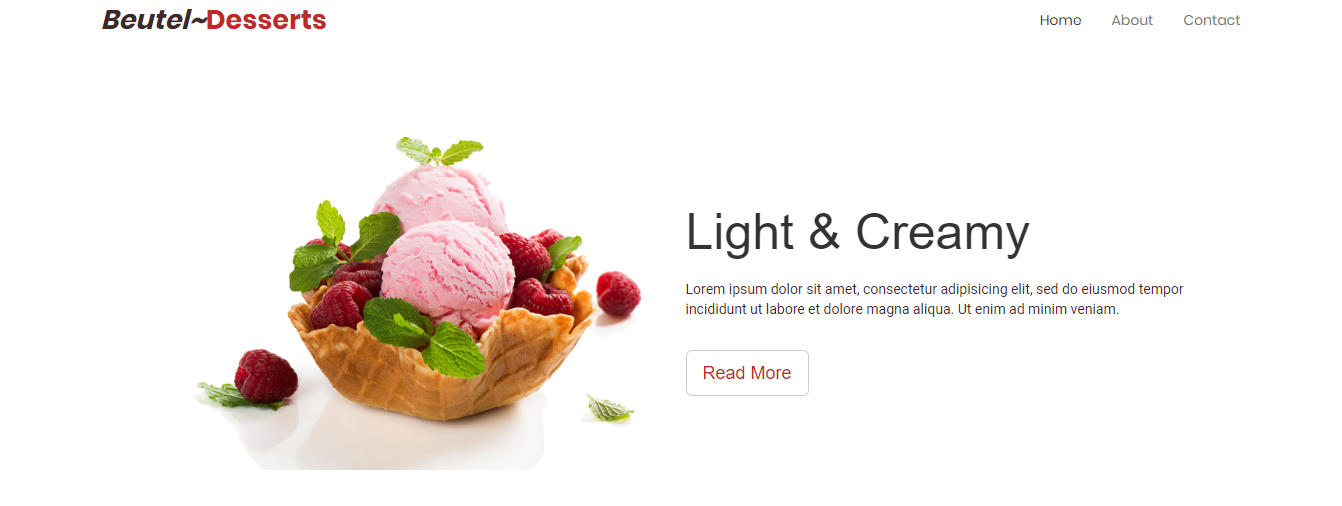 Beutel~Desserts
Home About Contact
Light & Creamy
Lorem ipsum dolor sit amet, consectetur adipisicing elit, sed do eiusmod tempor
incididunt ut labore et dolore magna aliqua. Ut enim ad minim veniam.
Read More